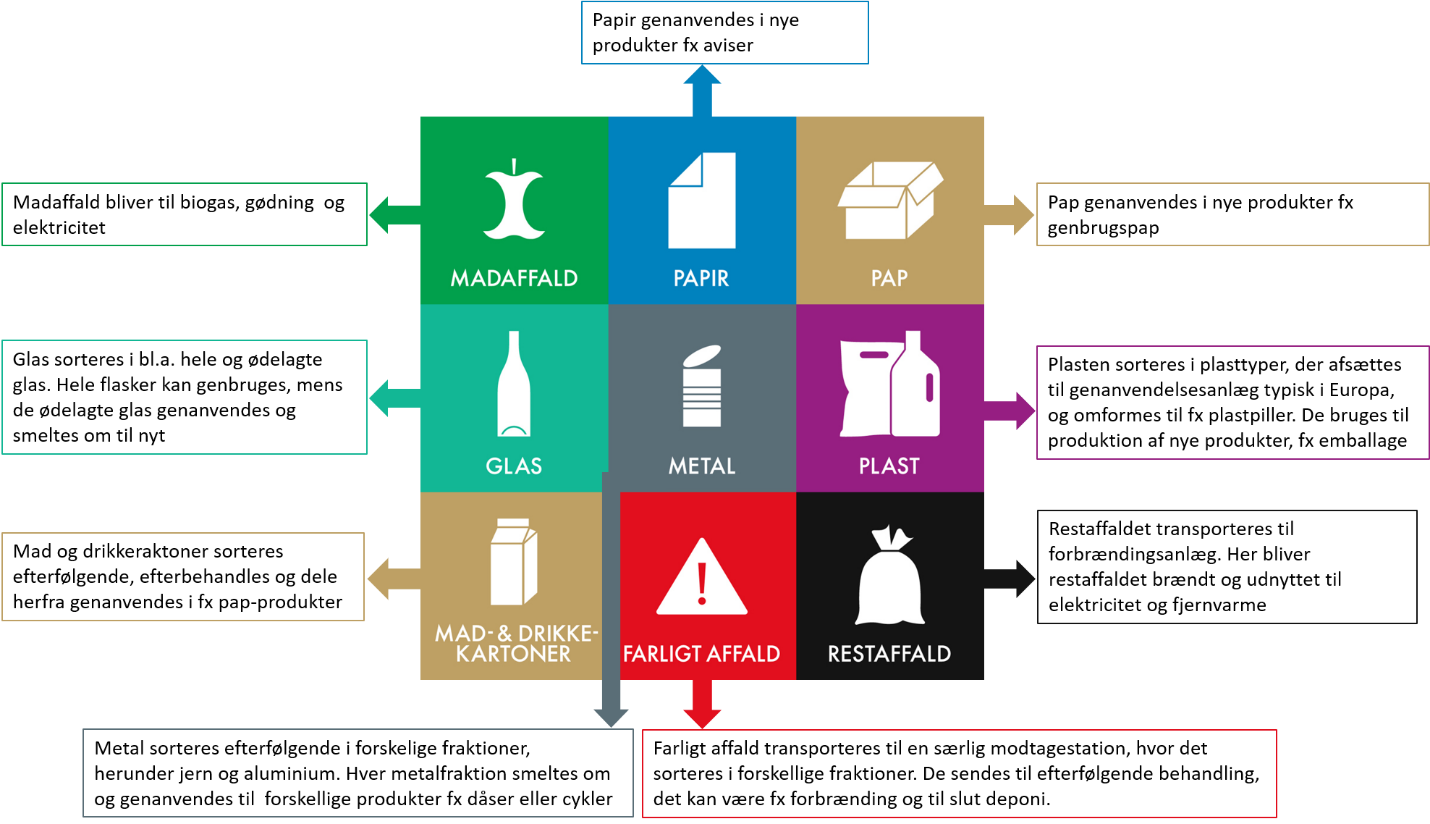 Papir genanvendes i nye
produkter fx aviser
MADAFFALD
PAPIR
PAP
Madaffald bliver til biogas, gødning og
elektricitet
Pap genanvendes i nye produkter fx
genbrugspap
Glas sorteres i bl.a. hele og ødelagte
glas. Hele flasker kan genbruges, mens
de ødelagte glas genanvendes og
smeltes om til nyt
GLAS
METAL
PLAST
Plasten sorteres i plasttyper, der afsættes
til genanvendelsesanlæg typisk i Europa,
og omformes til fx plastpiller. De bruges til
produktion af nye produkter, fx emballage
Mad og drikkeraktoner sorteres
efterfølgende, efterbehandles og dele
herfra genanvendes i fx pap-produkter
MAD- & DRIKKE-
KARTONER
!
FARLIGT AFFALD
RESTAFFALD
Restaffaldet transporteres til
forbrændingsanlæg. Her bliver
restaffaldet brændt og udnyttet til
elektricitet og fjernvarme
Metal sorteres efterfølgende i forskelige fraktioner,
herunder jern og aluminium. Hver metalfraktion smeltes om
og genanvendes til forskellige produkter fx dåser eller cykler
Farligt affald transporteres til en særlig modtagestation, hvor det
sorteres i forskellige fraktioner. De sendes til efterfølgende behandling,
det kan være fx forbrænding og til slut deponi.